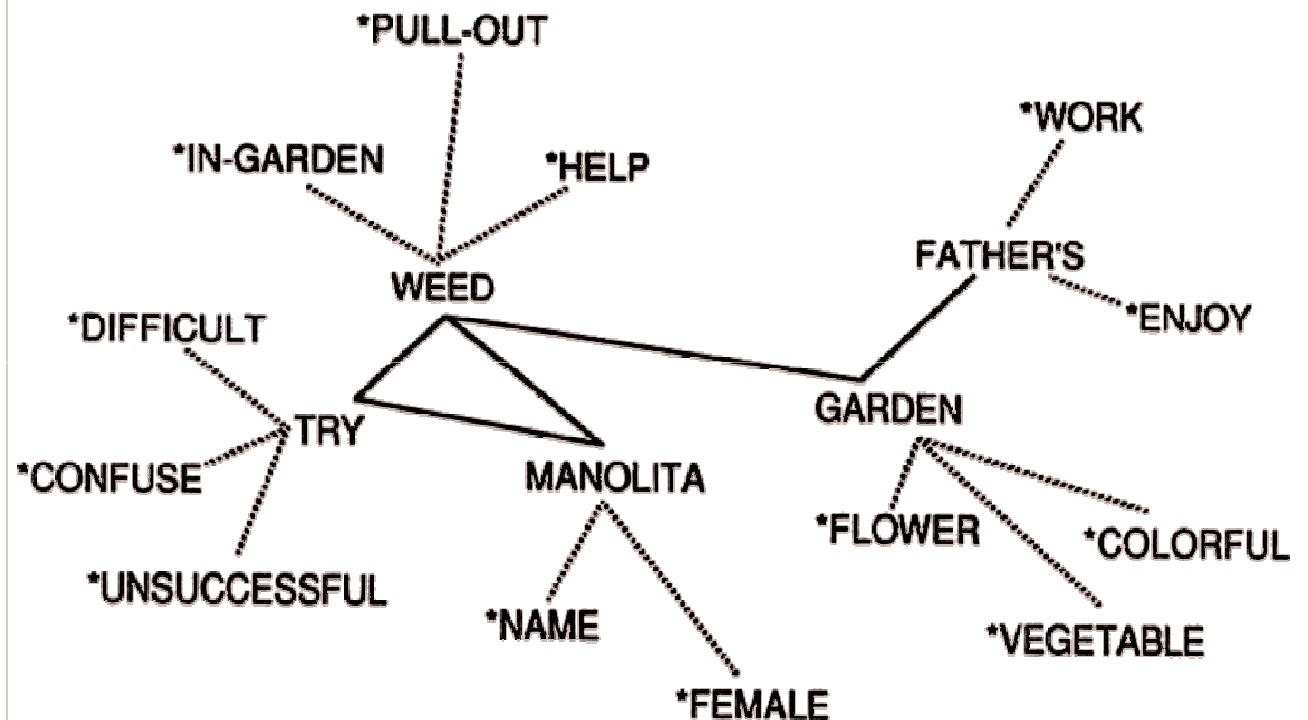 *PULL-OUT
*WORK
*IN-GARDEN
*HELP
FATHER'S
WEED
*ENJOY
*DIFFICULT
GARDEN
TRY
*CONFUSE
MANOLITA
*FLOWER
*COLORFUL
*UNSUCCESSFUL
*NAME
*VEGETABLE
*FEMALE